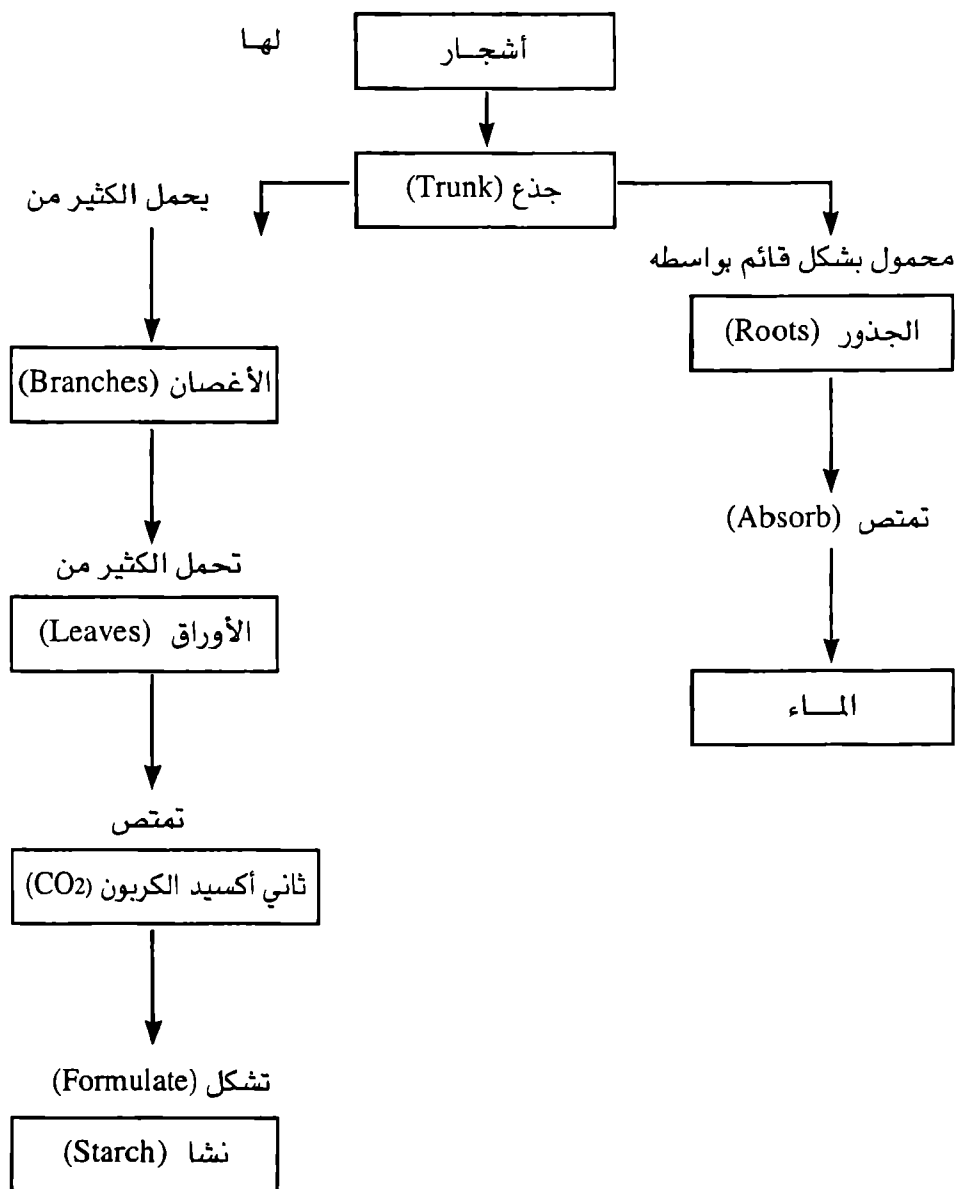 لها
أشجار
جذع (Trunk)
يحمل الكثير من
محمول بشكل قائم بواسطه
الجذور (Roots)
الأغصان (Branches)
تمتص (Absorb)
تحمل الكثير من
الأوراق (Leaves)
الماء
تمتص
ثاني أكسيد الكربون (CO2)
تشكل (Formulate)
نشا (Starch)